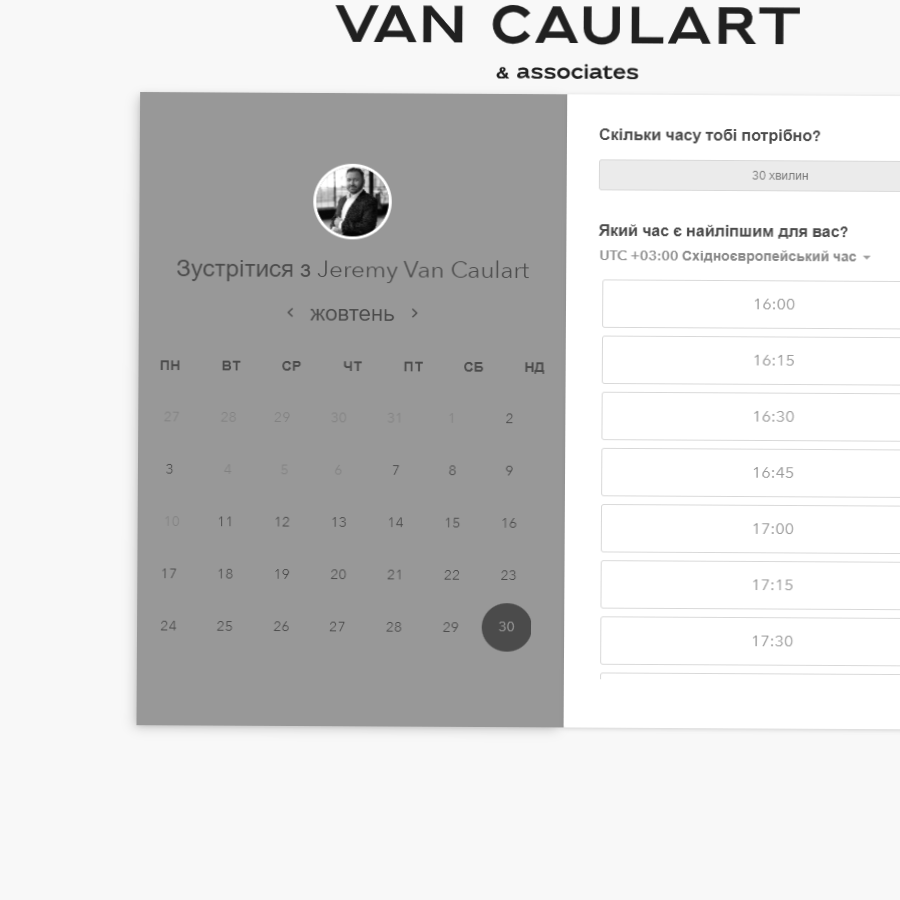 VAN CAULART
& associates
Зустрітися з Jeremy Van Caulart
жовтень
ПН ВТ СР ЧТ ПТ СБ НД
27 28 29 30 31 1 2
3 4 5 6 7 8 9
10 11 12 13 14 15 16
17 18 19 20 21 22 23
24 25 26 27 28 29 30
Скільки часу тобі потрібно?
30 хвилин
Який час є найліпшим для вас?
UTC +03:00 Східноєвропейський час
16:00
16:15
16:30
16:45
17:00
17:15
17:30